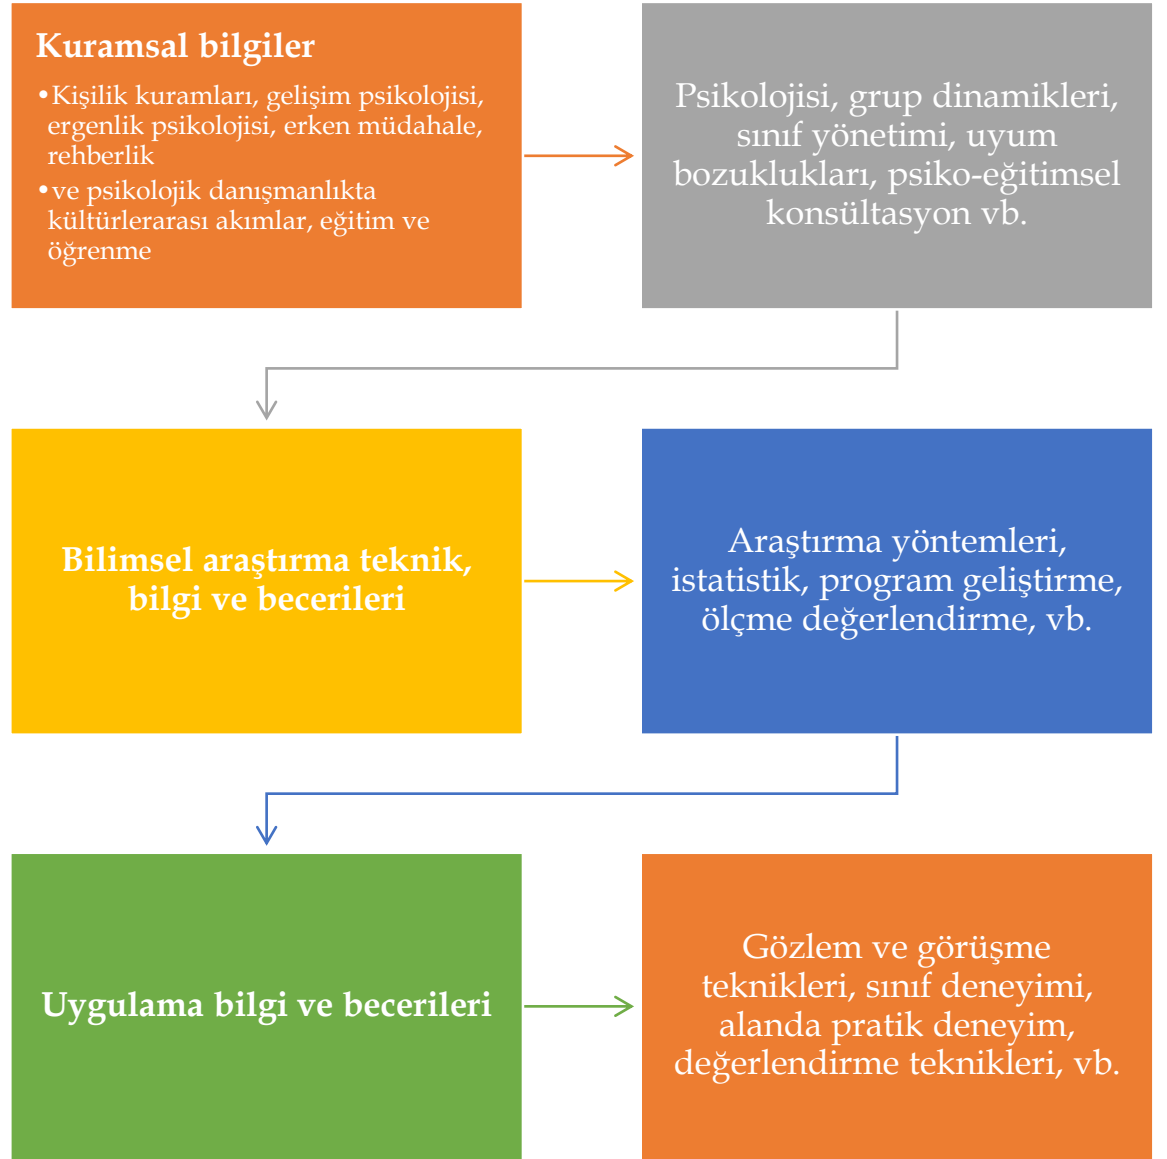 Kuramsal bilgiler
•Kişilik kuramları, gelişim psikolojisi,
ergenlik psikolojisi, erken müdahale,
rehberlik
•ve psikolojik danışmanlıkta
kültürlerarası akımlar, eğitim ve
öğrenme
Psikolojisi, grup dinamikleri,
sınıf yönetimi, uyum
bozuklukları, psiko-eğitimsel
konsültasyon vb.
Bilimsel araştırma teknik,
bilgi ve becerileri
Araştırma yöntemleri,
istatistik, program geliştirme,
ölçme değerlendirme, vb.
Uygulama bilgi ve becerileri
Gözlem ve görüşme
teknikleri, sınıf deneyimi,
alanda pratik deneyim,
değerlendirme teknikleri, vb.